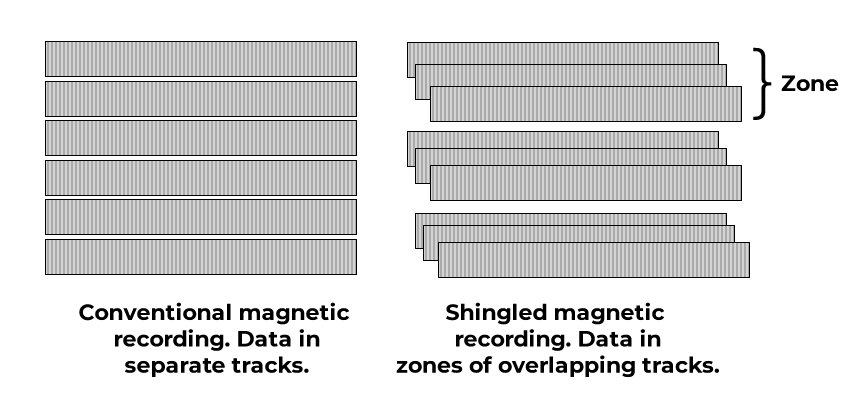 Zone
Conventional magnetic
recording. Data in
separate tracks.
Shingled magnetic
recording. Data in
zones of overlapping tracks.